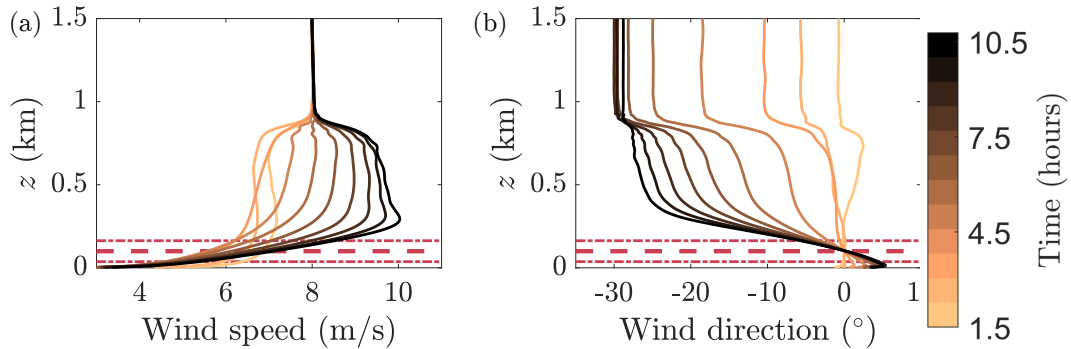 (a)
1.5
1
0.5
0
z (km)
4 6 8 10
Wind speed (m/s)
(b)
1.5
1
0.5
0
z (km)
-30 -20 -10 0 1
Wind direction (°)
10.5
7.5
4.5
1.5
Time (hours)